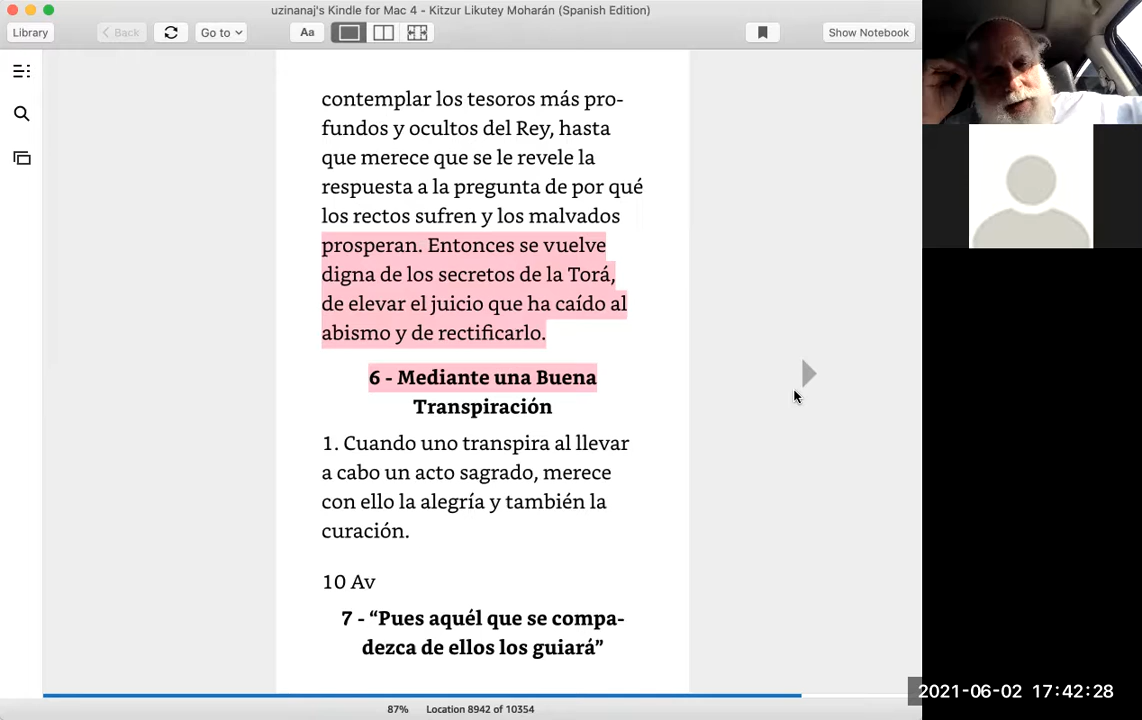 uzinanaj's Kindle for Mac 4 - Kitzur Likutey Moharán (Spanish Edition)
Library
Back
Go to
Aa
Show Notebook
contemplar los tesoros más pro-
fundos y ocultos del Rey, hasta
que merece que se le revele la
respuesta a la pregunta de por qué
los rectos sufren y los malvados
prosperan. Entonces se vuelve
digna de los secretos de la Torá,
de elevar el juicio que ha caído al
abismo y de rectificarlo.
6 - Mediante una Buena
Transpiración
1. Cuando uno transpira al llevar
a cabo un acto sagrado, merece
con ello la alegría y también la
curación.
10 Av
7 - “Pues aquél que se compa-
dezca de ellos los guiará”
87% Location 8942 of 10354
2021-06-02 17:42:28